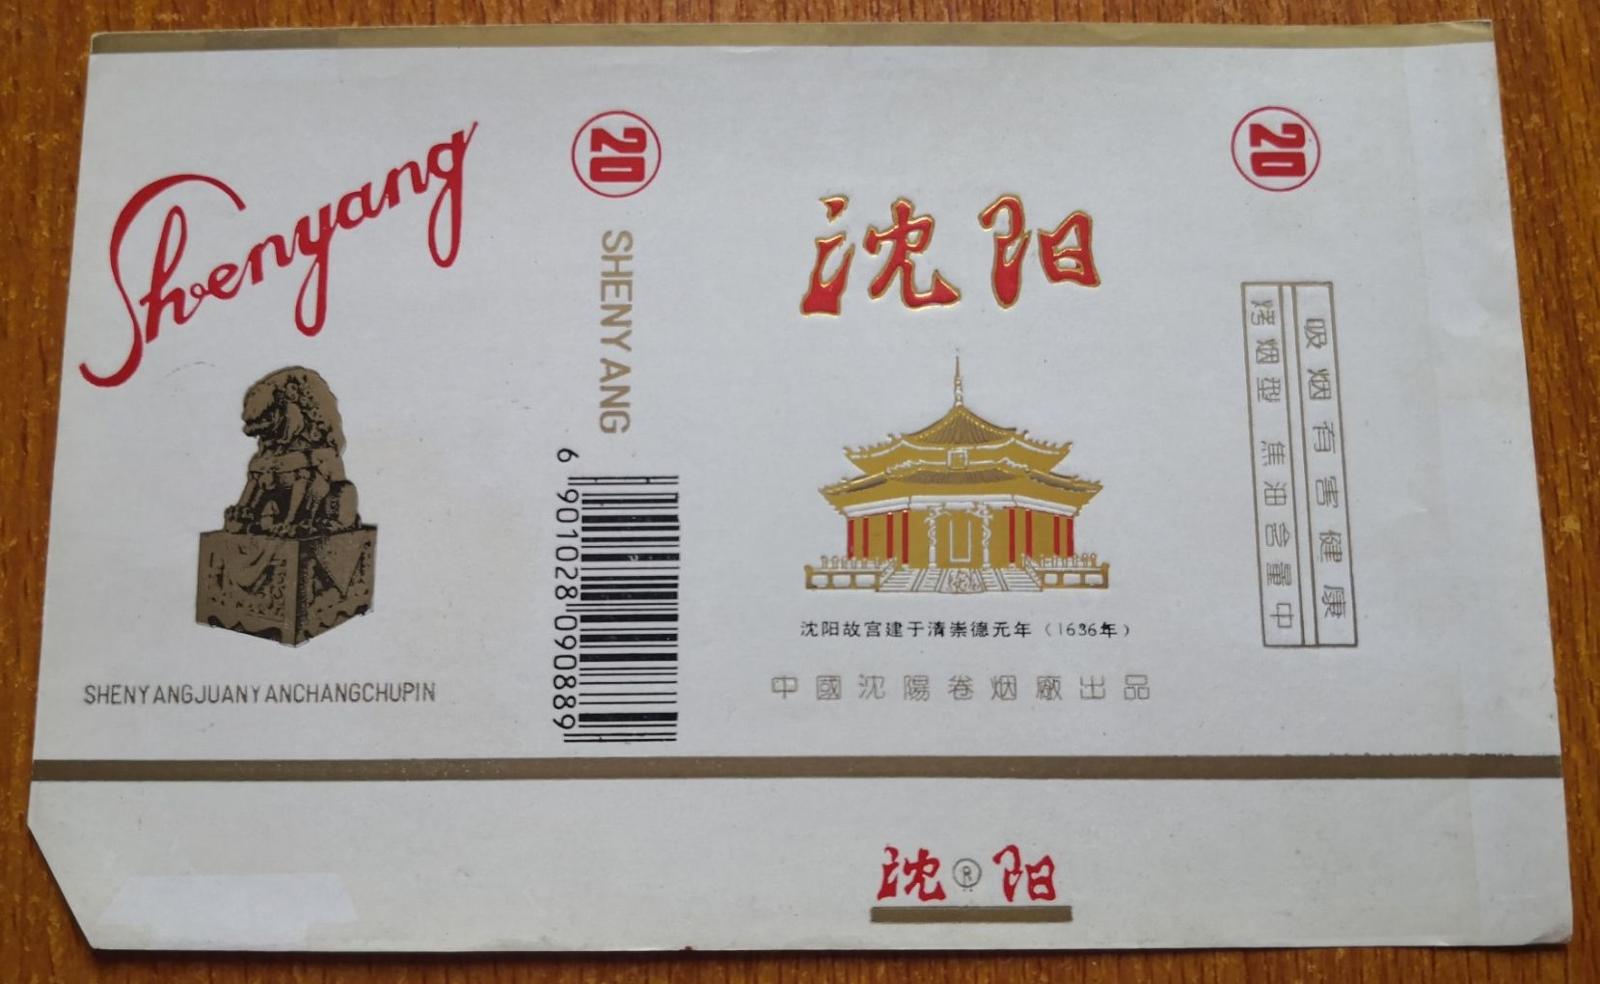 Shenyang
SHENYANGJUANYANCHANGCHUPIN
20
SHENYANG
6 901028 090889
沈阳
沈阳故宫建于清崇德元年（1636年）
中國沈陽卷烟廠出品
20
吸烟有害健康
烤烟型 焦油含量中
沈®阳